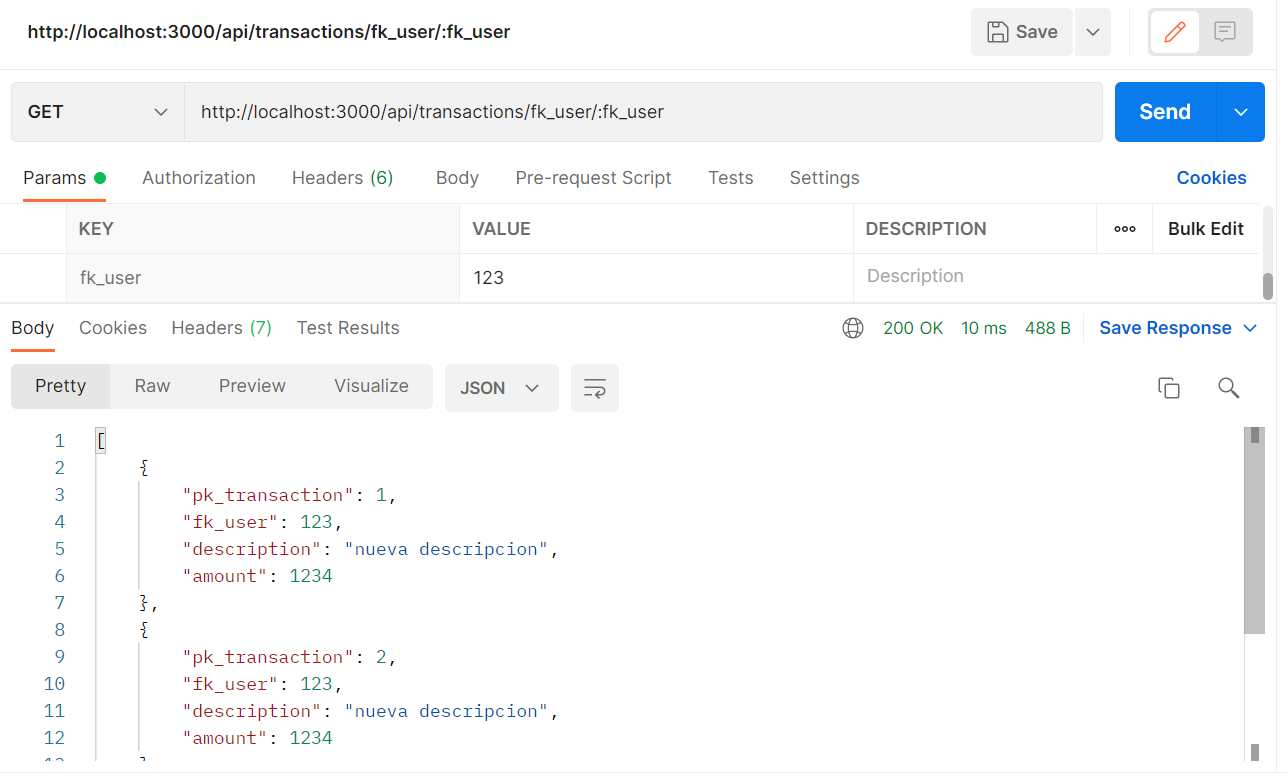 http://localhost:3000/api/transactions/fk_user/:fk_user
Save
GET
http://localhost:3000/api/transactions/fk_user/:fk_user
Send
Params
Authorization
Headers (6)
Body
Pre-request Script
Tests
Settings
Cookies
KEY
VALUE
DESCRIPTION
Bulk Edit
fk_user
123
Description
Body
Cookies
Headers (7)
Test Results
200 OK
10 ms
488 B
Save Response
Pretty
Raw
Preview
Visualize
JSON
1 [
2 {
3 "pk_transaction": 1,
4 "fk_user": 123,
5 "description": "nueva descripcion",
6 "amount": 1234
7 },
8 {
9 "pk_transaction": 2,
10 "fk_user": 123,
11 "description": "nueva descripcion",
12 "amount": 1234